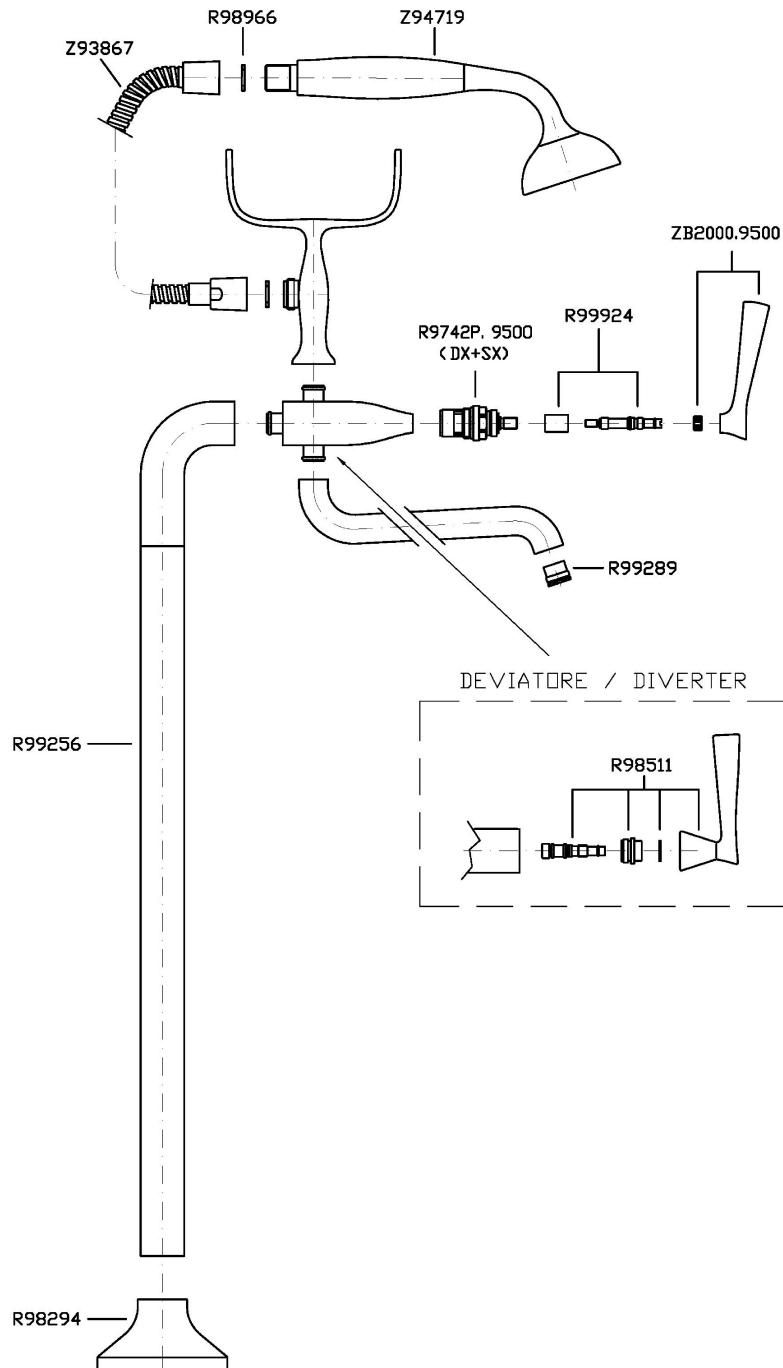 R98966
Z94719
Z93867
ZB2000.9500
R99924
R9742P. 9500
(DX+SX)
R99289
DEVIATORE / DIVERTER
R99256
R98511
R98294